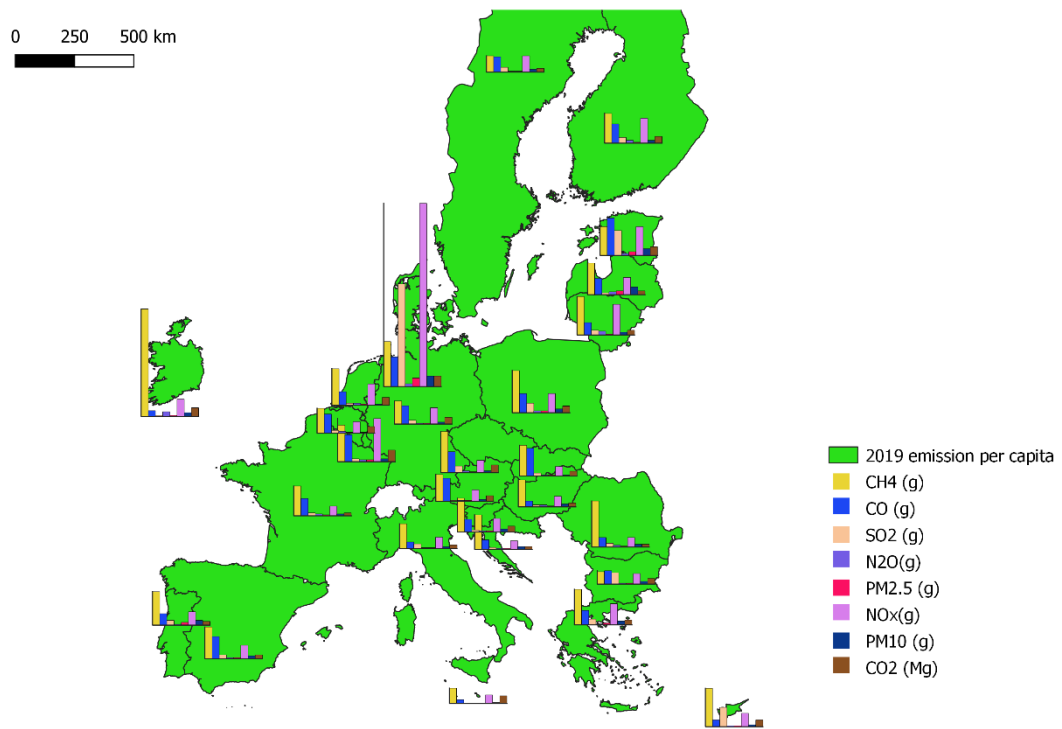 0 250 500 km
2019 emission per capita
CH4 (g)
CO (g)
SO2 (g)
N2O(g)
PM2.5 (g)
NOx(g)
PM10 (g)
CO2 (Mg)